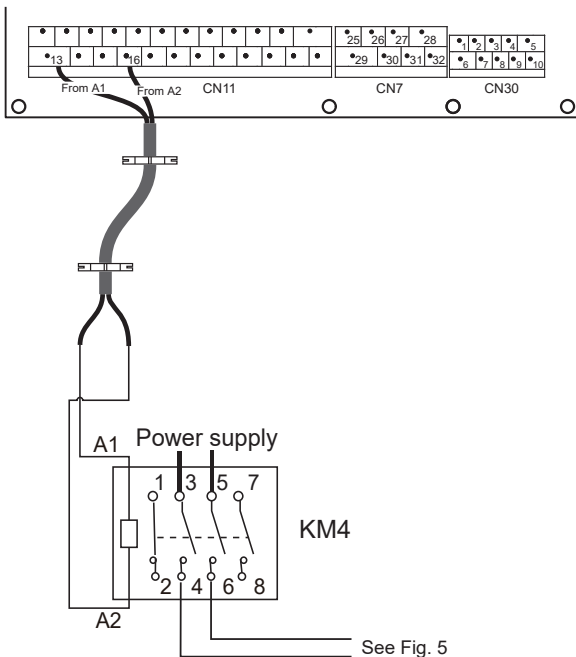 25 26 27 28
1 2 3 4 5
13 16
29 30 31 32
6 7 8 9 10
From A1 From A2
CN11 CN7 CN30
A1
Power supply
1 3 5 7
KM4
2 4 6 8
A2
See Fig. 5